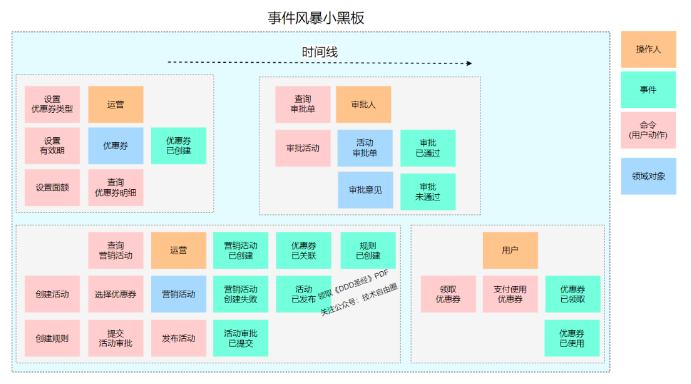 事件风暴小黑板
时间线
操作人
事件
命令
(用户动作)
领域对象
设置
优惠券类型
运营
设置
有效期
优惠券
优惠券
已创建
设置面额
查询
优惠券明细
查询
审批单
审批人
审批活动
活动
审批单
审批
已通过
审批意见
审批
未通过
查询
营销活动
运营
营销活动
已创建
优惠券
已关联
规则
已创建
创建活动
选择优惠券
营销活动
营销活动
创建失败
活动
已发布
创建规则
提交
活动审批
发布活动
活动审批
已提交
领取《DDD圣经》PDF
关注公众号：技术自由圈
用户
领取
优惠券
支付使用
优惠券
优惠券
已领取
优惠券
已使用